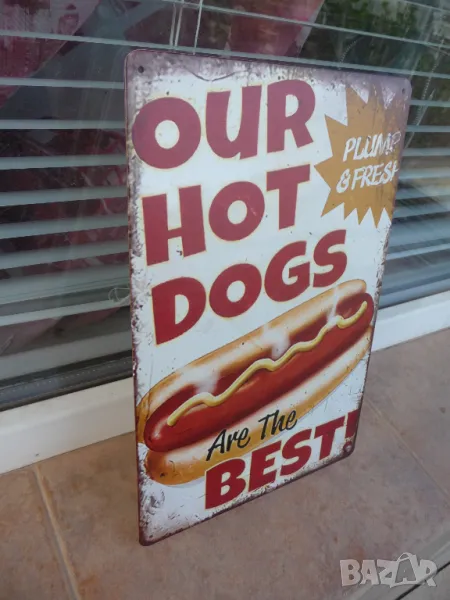 OUR
HOT
DOGS
PLUMP
& FRESH
Are The
BEST!
BAZAR